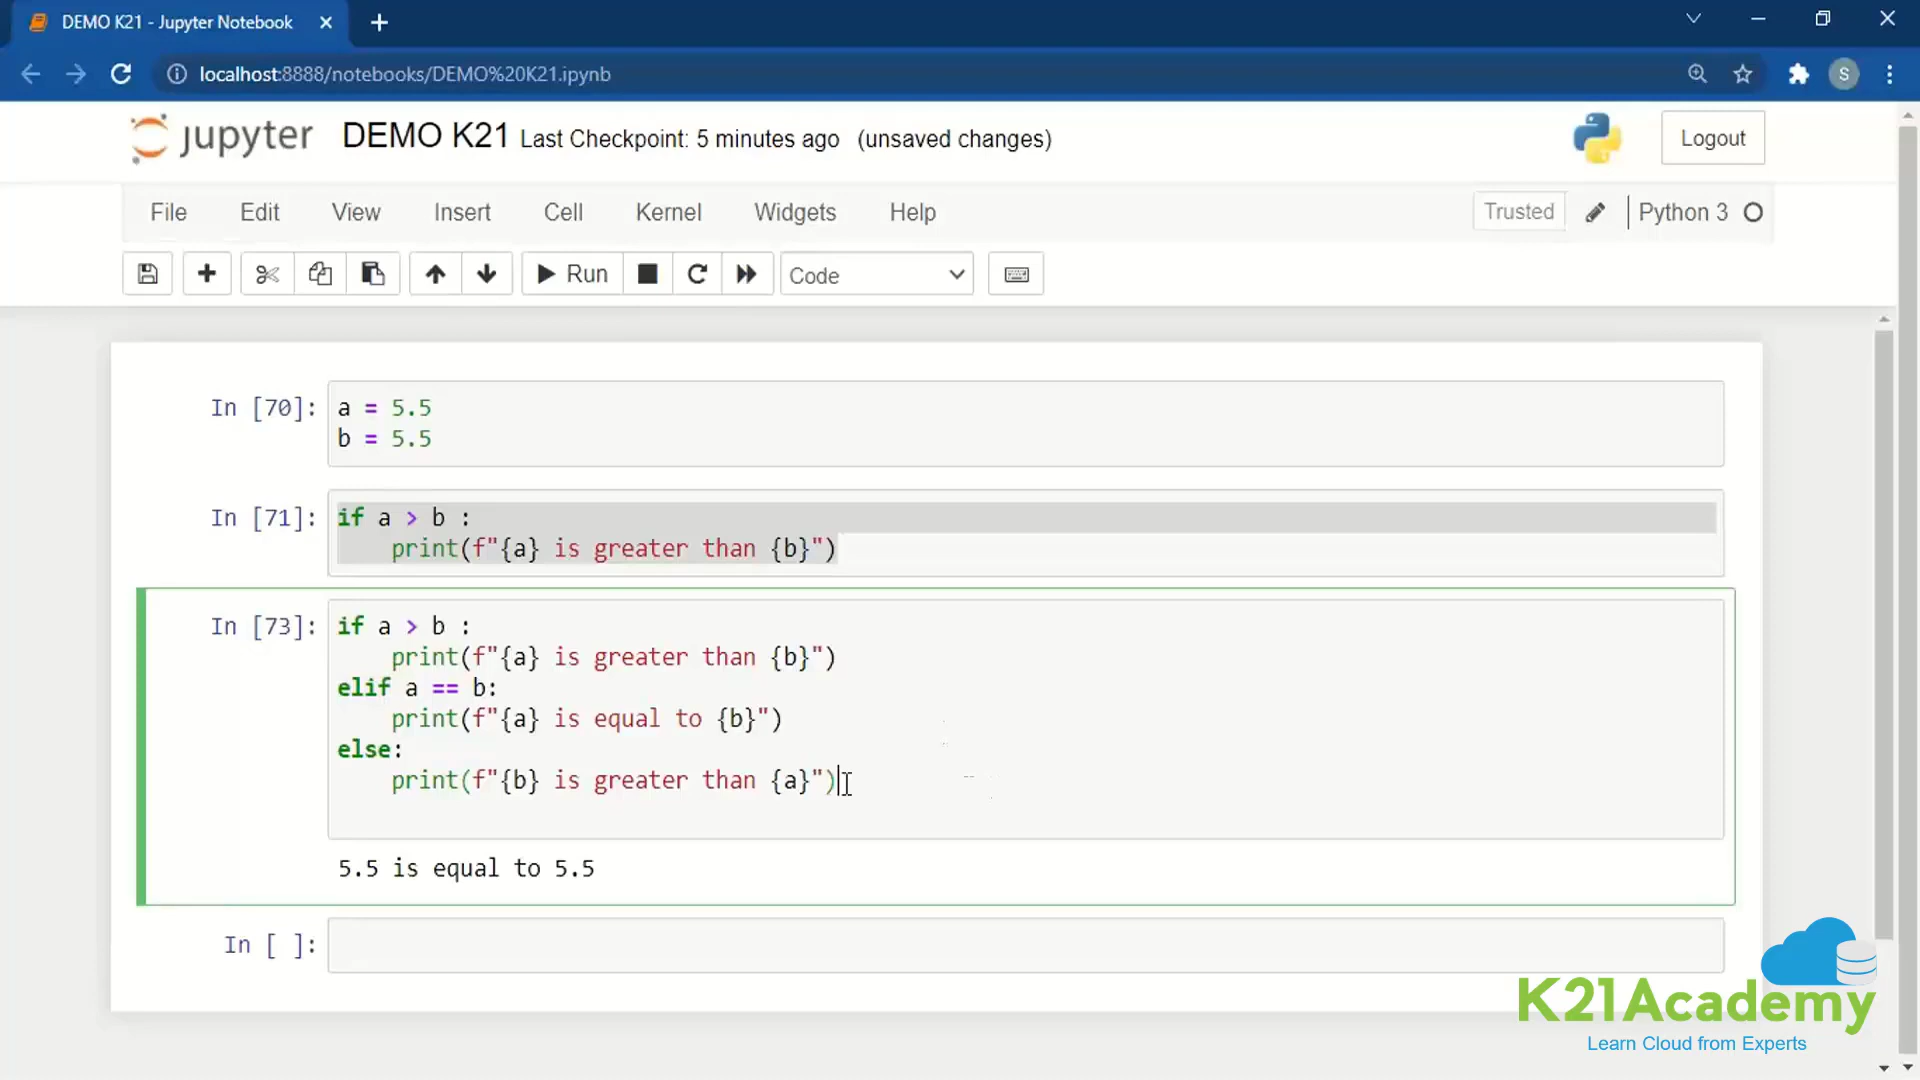 DEMO K21 - Jupyter Notebook
localhost:8888/notebooks/DEMO%20K21.ipynb
S
jupyter DEMO K21 Last Checkpoint: 5 minutes ago (unsaved changes)
Logout
File Edit View Insert Cell Kernel Widgets Help
Trusted
Python 3
Run
Code
In [70]:
a = 5.5
b = 5.5
In [71]:
if a > b :
    print(f"{a} is greater than {b}")
In [73]:
if a > b :
    print(f"{a} is greater than {b}")
elif a == b:
    print(f"{a} is equal to {b}")
else:
    print(f"{b} is greater than {a}")
5.5 is equal to 5.5
In [ ]:
K21Academy
Learn Cloud from Experts